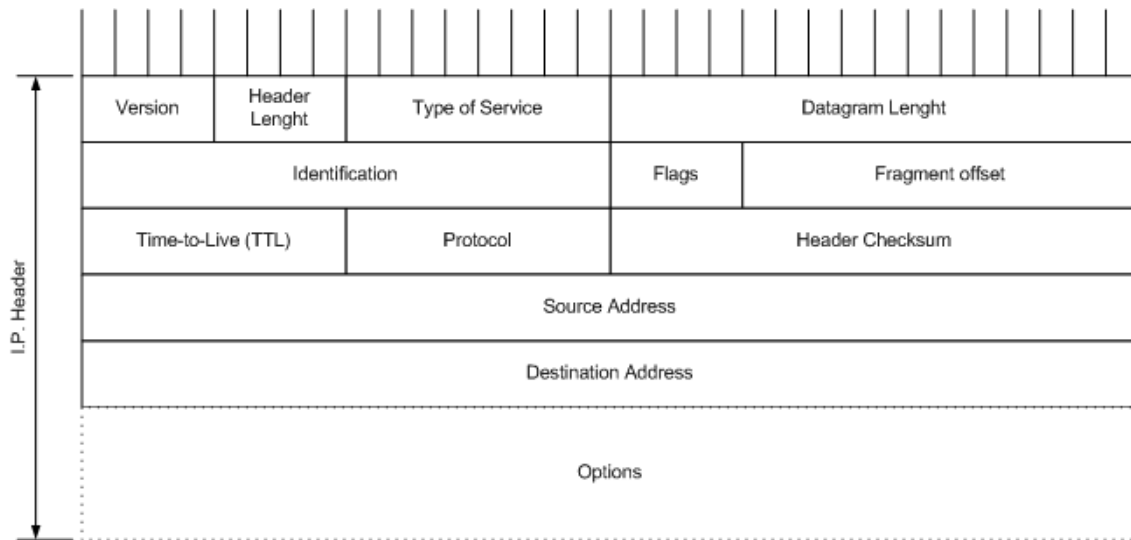 Version
Header
Lenght
Type of Service
Datagram Lenght
Identification
Flags
Fragment offset
Time-to-Live (TTL)
Protocol
Header Checksum
I.P. Header
Source Address
Destination Address
Options